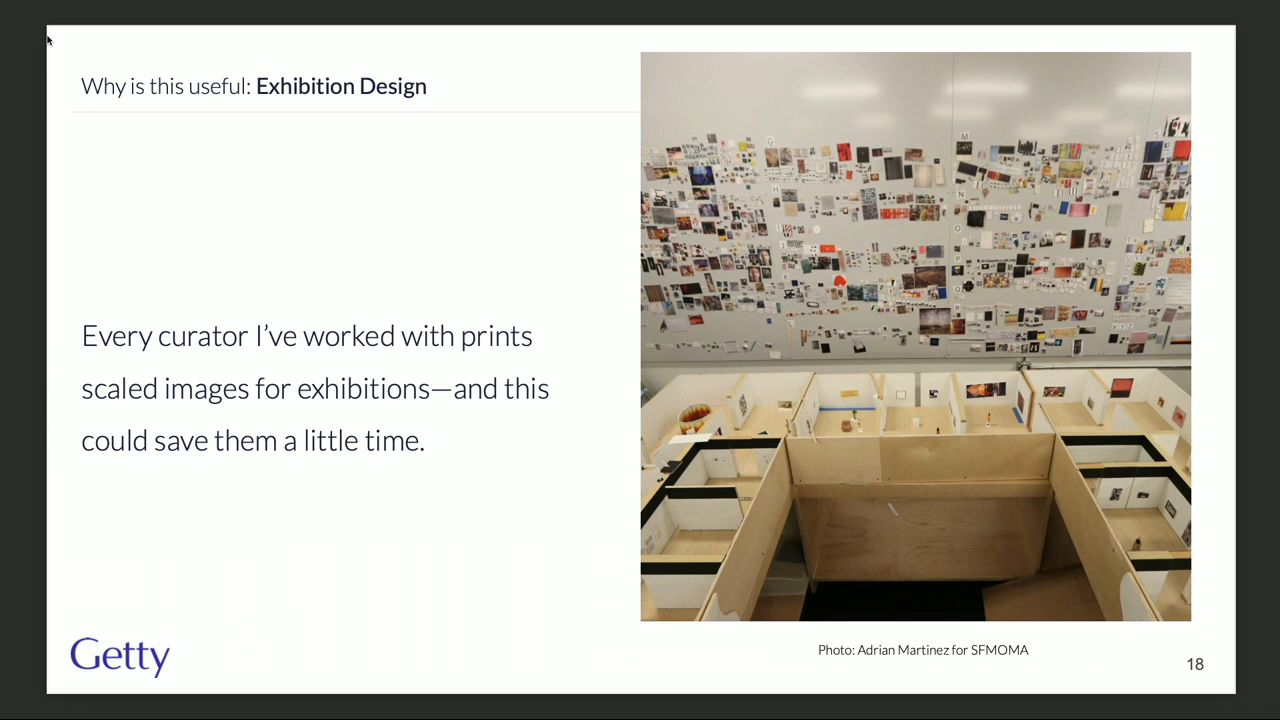 Why is this useful: Exhibition Design
Every curator I've worked with prints
scaled images for exhibitions—and this
could save them a little time.
Getty
Photo: Adrian Martinez for SFMOMA
18